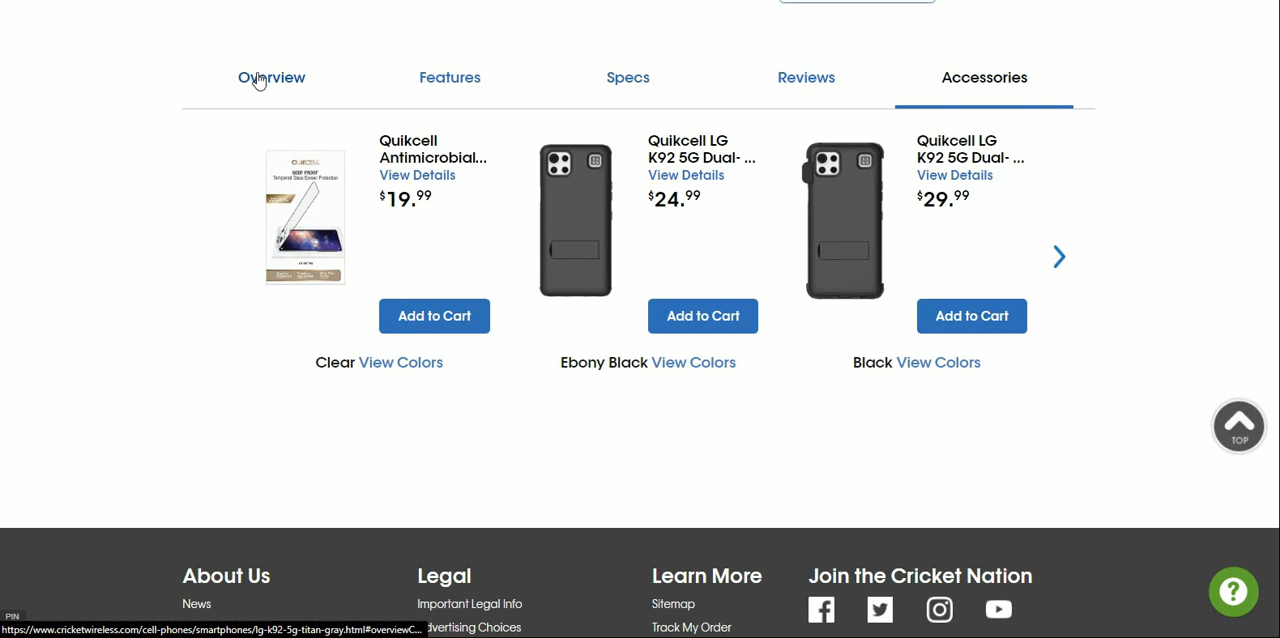 Overview
Features
Specs
Reviews
Accessories
Quikcell
Antimicrobial...
View Details
$19.99
Add to Cart
Clear View Colors
Quikcell LG
K92 5G Dual- ...
View Details
$24.99
Add to Cart
Ebony Black View Colors
Quikcell LG
K92 5G Dual- ...
View Details
$29.99
Add to Cart
Black View Colors
TOP
About Us
News
Legal
Important Legal Info
dvertising Choices
Learn More
Sitemap
Track My Order
Join the Cricket Nation
PIN
https://www.cricketwireless.com/cell-phones/smartphones/lg-k92-5g-titan-gray.html#overviewC...